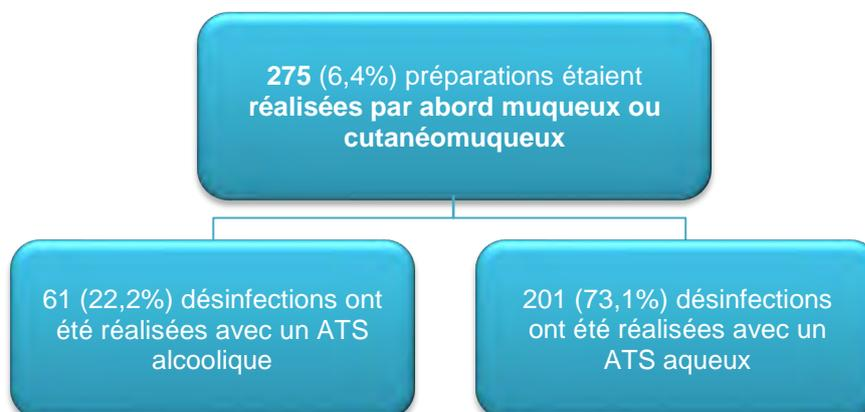 275 (6,4%) préparations étaient
réalisées par abord muqueux ou
cutanéomuqueux
61 (22,2%) désinfections ont
été réalisées avec un ATS
alcoolique
201 (73,1%) désinfections
ont été réalisées avec un
ATS aqueux